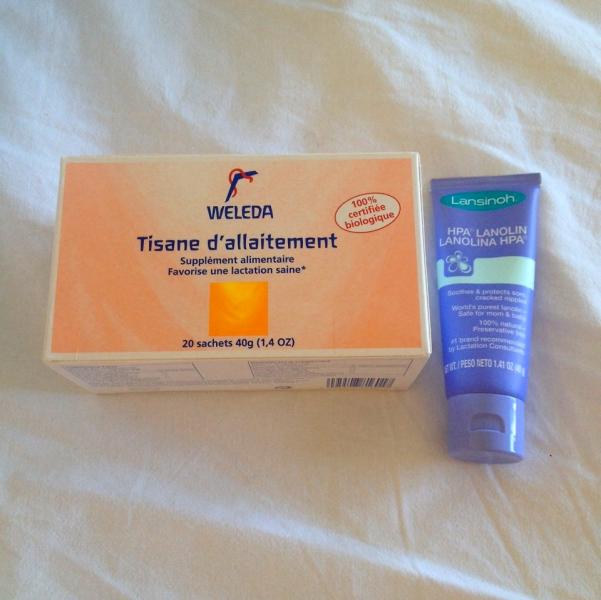 WELEDA
100%
certifiée
biologique
Tisane d'allaitement
Supplément alimentaire
Favorise une lactation saine*
20 sachets 40g (1,4 OZ)
Lansinoh
HPA® LANOLIN
LANOLINA HPA®
Soothes & protects sore
cracked nipples
World's purest lanolin
Safe for mom & baby
100% natural
Preservative
#1 brand recommended
by Lactation Consultants
NET WT. / PESO NETO 1.41 OZ (40 g)